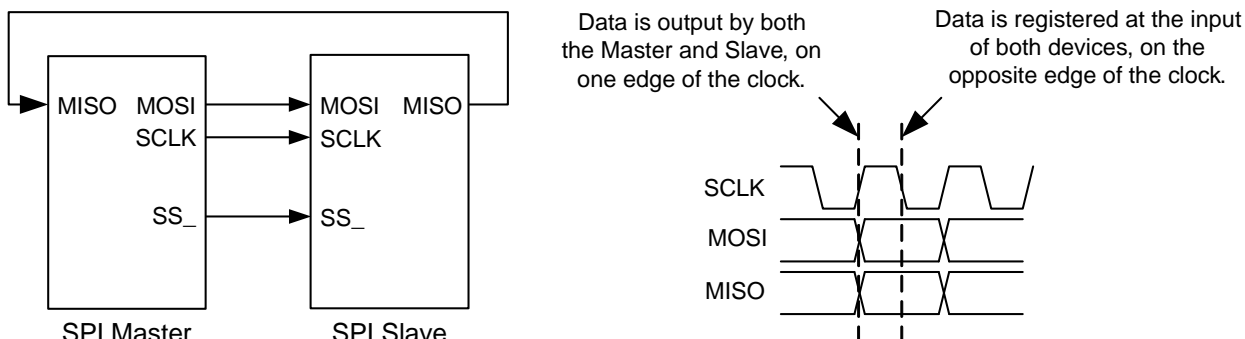 MISO MOSI
SCLK
SS_
SPI Master
MOSI MISO
SCLK
SS_
SPI Slave
Data is output by both
the Master and Slave, on
one edge of the clock.
Data is registered at the input
of both devices, on the
opposite edge of the clock.
SCLK
MOSI
MISO